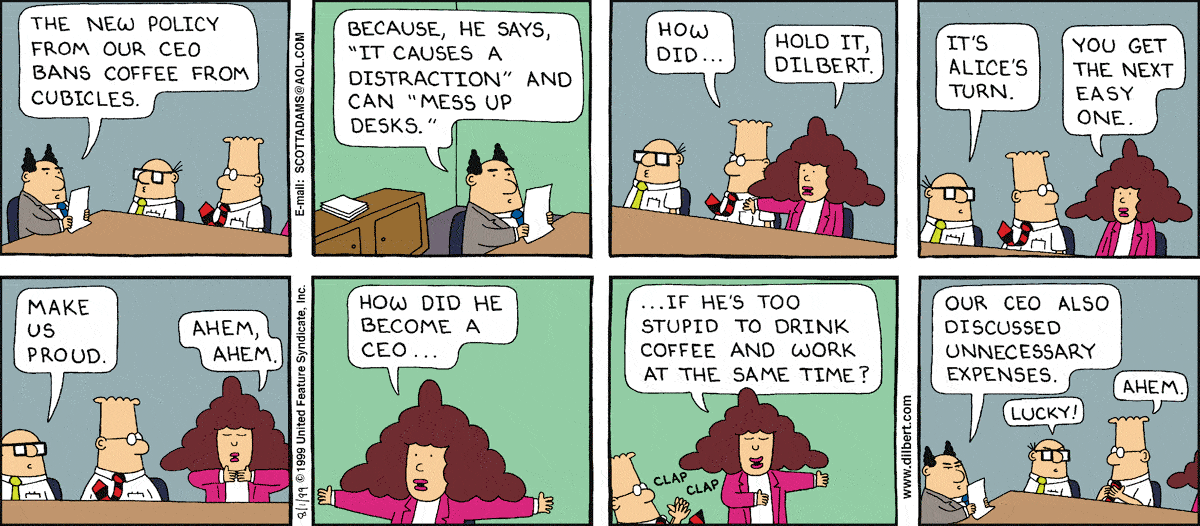 THE NEW POLICY
FROM OUR CEO
BANS COFFEE FROM
CUBICLES.
E-mail: SCOTTADAMS@AOL.COM
BECAUSE, HE SAYS,
"IT CAUSES A
DISTRACTION" AND
CAN "MESS UP
DESKS."
HOW
DID...
HOLD IT,
DILBERT.
IT'S
ALICE'S
TURN.
YOU GET
THE NEXT
EASY
ONE.
MAKE
US
PROUD.
AHEM,
AHEM.
8/1/99 © 1999 United Feature Syndicate, Inc.
HOW DID HE
BECOME A
CEO...
...IF HE'S TOO
STUPID TO DRINK
COFFEE AND WORK
AT THE SAME TIME?
CLAP
CLAP
www.dilbert.com
OUR CEO ALSO
DISCUSSED
UNNECESSARY
EXPENSES.
LUCKY!
AHEM.